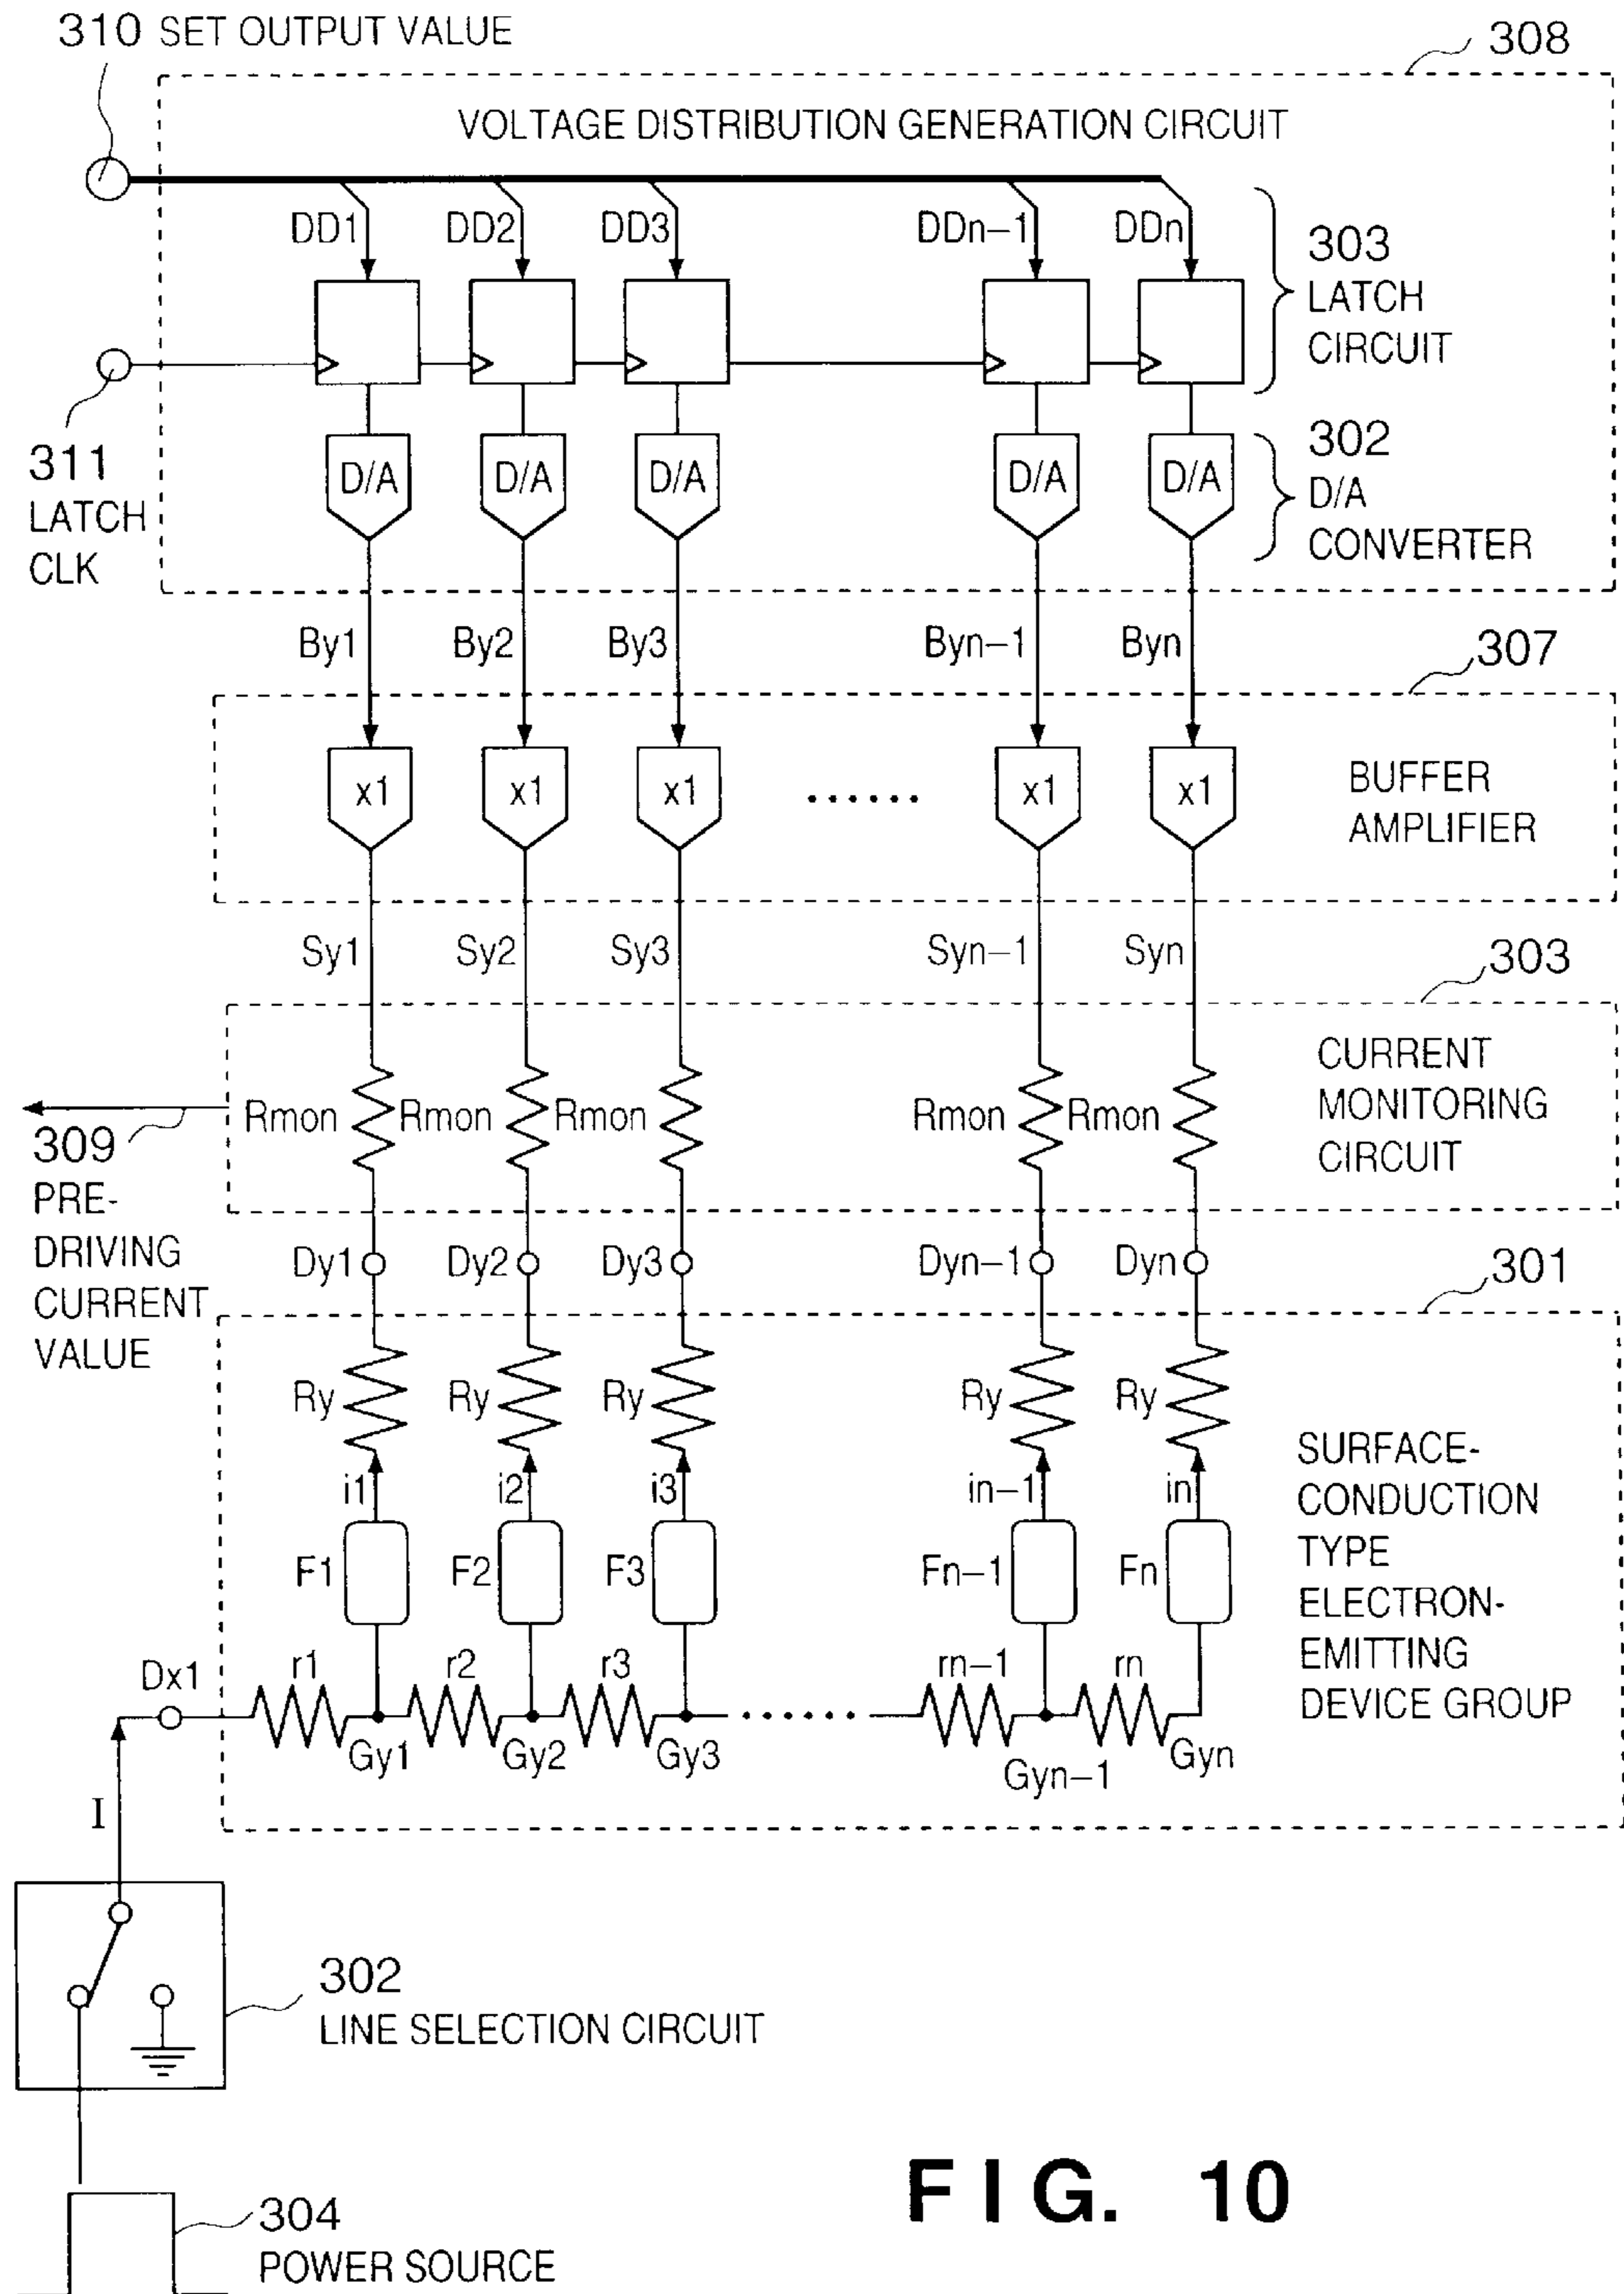 310 SET OUTPUT VALUE
308
VOLTAGE DISTRIBUTION GENERATION CIRCUIT
DD1 DD2 DD3 DDn-1 DDn
303
LATCH
CIRCUIT
311
LATCH
CLK
D/A D/A D/A D/A D/A
302
D/A
CONVERTER
By1 By2 By3 Byn-1 Byn
307
x1 x1 x1 ...... x1 x1
BUFFER
AMPLIFIER
Sy1 Sy2 Sy3 Syn-1 Syn
303
Rmon Rmon Rmon Rmon Rmon
CURRENT
MONITORING
CIRCUIT
309
PRE-
DRIVING
CURRENT
VALUE
Dy1 Dy2 Dy3 Dyn-1 Dyn
301
Ry Ry Ry Ry Ry
i1 i2 i3 in-1 in
F1 F2 F3 Fn-1 Fn
SURFACE-
CONDUCTION
TYPE
ELECTRON-
EMITTING
DEVICE GROUP
Dx1 r1 r2 r3 rn-1 rn
......
Gy1 Gy2 Gy3 Gyn-1 Gyn
I
302
LINE SELECTION CIRCUIT
304
POWER SOURCE
FIG. 10